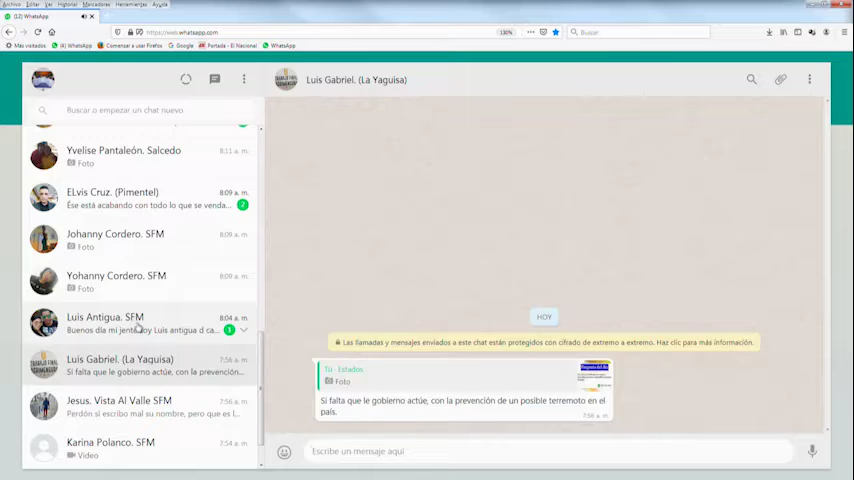 Archivo Editar Ver Historial Marcadores Herramientas Ayuda
(12) WhatsApp
https://web.whatsapp.com
130%
Buscar
Más visitados (4) WhatsApp Comenzar a usar Firefox Google Portada - El Nacional WhatsApp
Luis Gabriel. (La Yaguisa)
Buscar o empezar un chat nuevo
Yvelise Pantaleón. Salcedo 8:11 a. m.
Foto
ELvis Cruz. (Pimentel) 8:09 a. m.
Ése está acabando con todo lo que se venda... 2
Johanny Cordero. SFM 8:09 a. m.
Foto
Yohanny Cordero. SFM 8:09 a. m.
Foto
Luis Antigua. SFM 8:04 a. m.
Buenos día mi jente hoy Luis antigua d ca... 1
Luis Gabriel. (La Yaguisa) 7:56 a. m.
Si falta que le gobierno actúe, con la prevención...
Jesus. Vista Al Valle SFM 7:56 a. m.
Perdón si escribo mal su nombre, pero que es l...
Karina Polanco. SFM 7:54 a. m.
Video
HOY
Las llamadas y mensajes enviados a este chat están protegidos con cifrado de extremo a extremo. Haz clic para más información.
Tú · Estados
Foto
Si falta que le gobierno actúe, con la prevención de un posible terremoto en el
país.
7:56 a. m.
Escribe un mensaje aquí